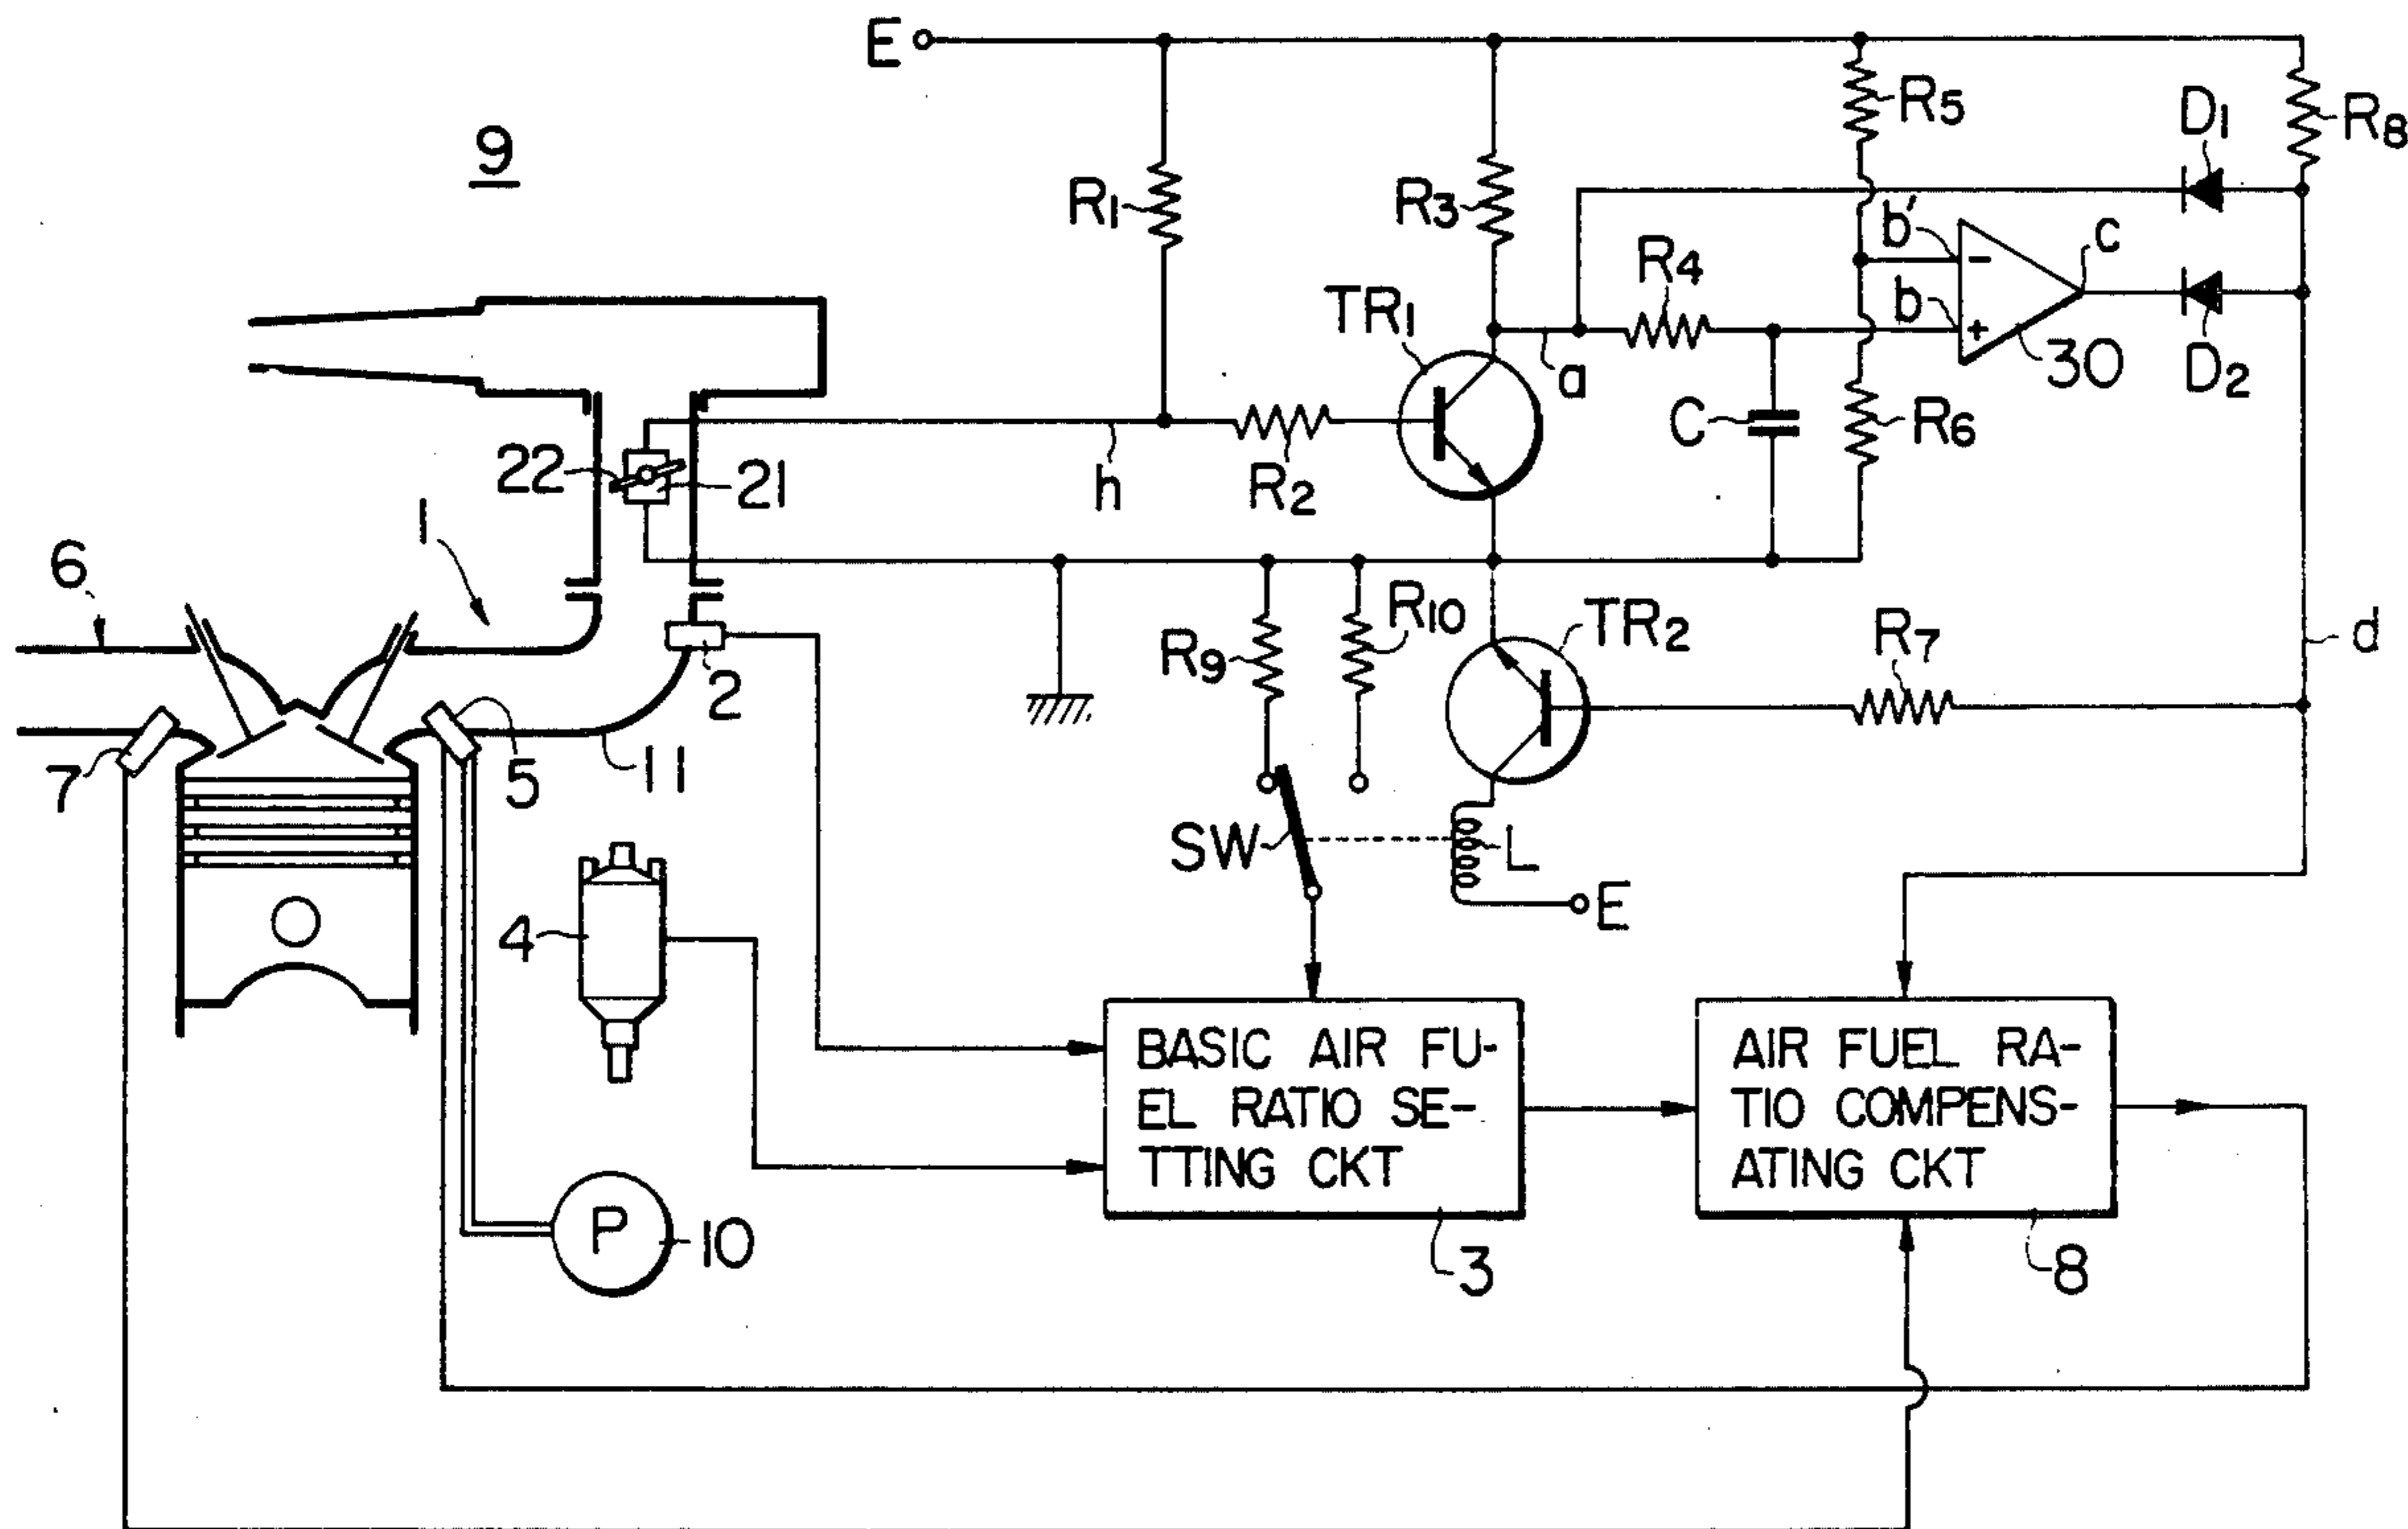 E
9
R1
R3
R5
D1
R8
b'
c
R4
TR1
b
-
+
a
30
D2
C
R6
22
21
h
R2
1
6
R9
R10
TR2
R7
d
2
7
5
11
SW
L
E
4
BASIC AIR FU-
EL RATIO SE-
TTING CKT
AIR FUEL RA-
TIO COMPENS-
ATING CKT
P
10
3
8